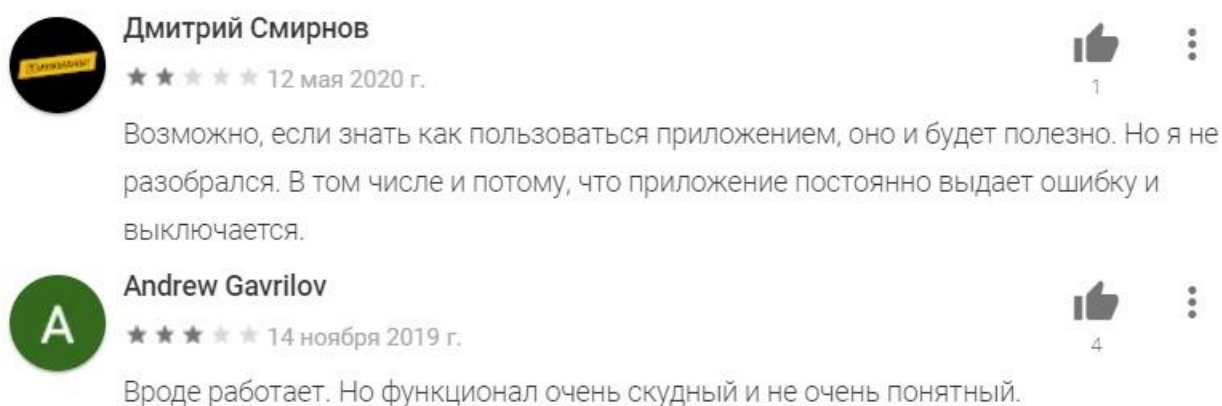 Дмитрий Смирнов
12 мая 2020 г.
1
Возможно, если знать как пользоваться приложением, оно и будет полезно. Но я не
разобрался. В том числе и потому, что приложение постоянно выдает ошибку и
выключается.
Andrew Gavrilov
A
14 ноября 2019 г.
4
Вроде работает. Но функционал очень скудный и не очень понятный.